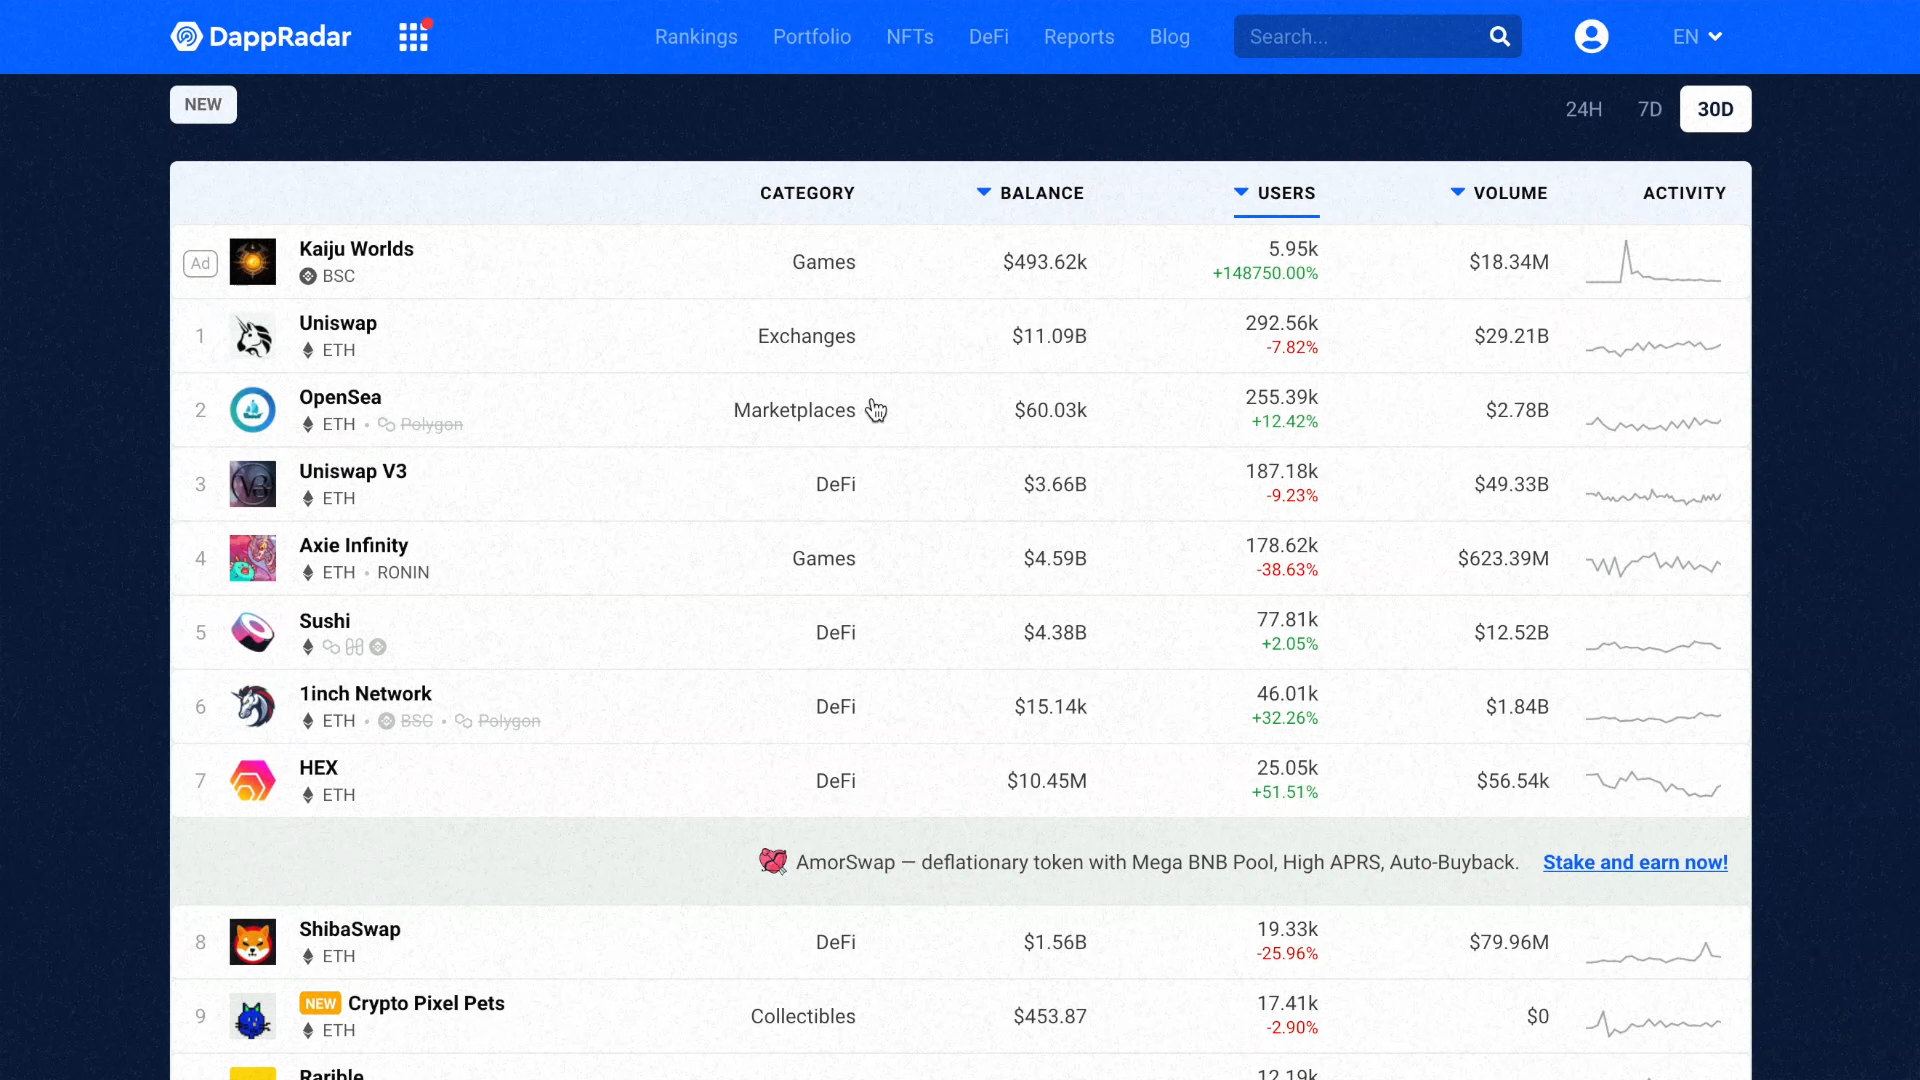 DappRadar
Rankings
Portfolio
NFTs
DeFi
Reports
Blog
Search...
EN
NEW
24H
7D
30D
CATEGORY
BALANCE
USERS
VOLUME
ACTIVITY
Ad
Kaiju Worlds
BSC
Games
$493.62k
5.95k
+148750.00%
$18.34M
1
Uniswap
ETH
Exchanges
$11.09B
292.56k
-7.82%
$29.21B
2
OpenSea
ETH • Polygon
Marketplaces
$60.03k
255.39k
+12.42%
$2.78B
3
Uniswap V3
ETH
DeFi
$3.66B
187.18k
-9.23%
$49.33B
4
Axie Infinity
ETH • RONIN
Games
$4.59B
178.62k
-38.63%
$623.39M
5
Sushi
DeFi
$4.38B
77.81k
+2.05%
$12.52B
6
1inch Network
ETH • BSC • Polygon
DeFi
$15.14k
46.01k
+32.26%
$1.84B
7
HEX
ETH
DeFi
$10.45M
25.05k
+51.51%
$56.54k
AmorSwap — deflationary token with Mega BNB Pool, High APRS, Auto-Buyback. Stake and earn now!
8
ShibaSwap
ETH
DeFi
$1.56B
19.33k
-25.96%
$79.96M
9
NEW Crypto Pixel Pets
ETH
Collectibles
$453.87
17.41k
-2.90%
$0
Rarible
12.19k